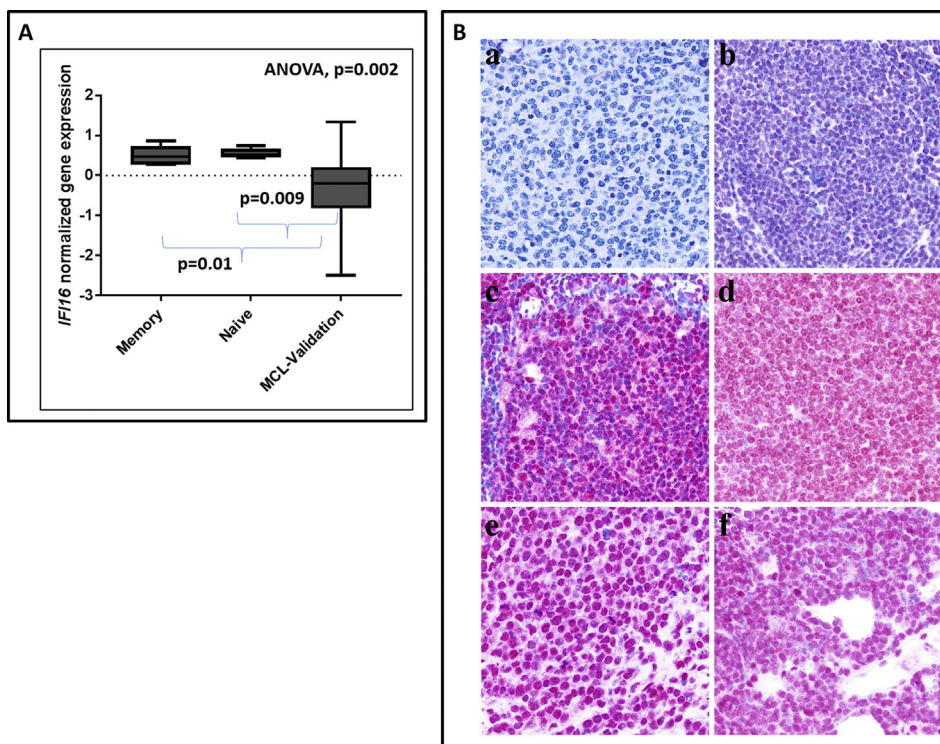 A
ANOVA, p=0.002
IFI16 normalized gene expression
2
1
0
-1
-2
-3
p=0.009
p=0.01
Memory
Naive
MCL-Validation
B
a
b
c
d
e
f